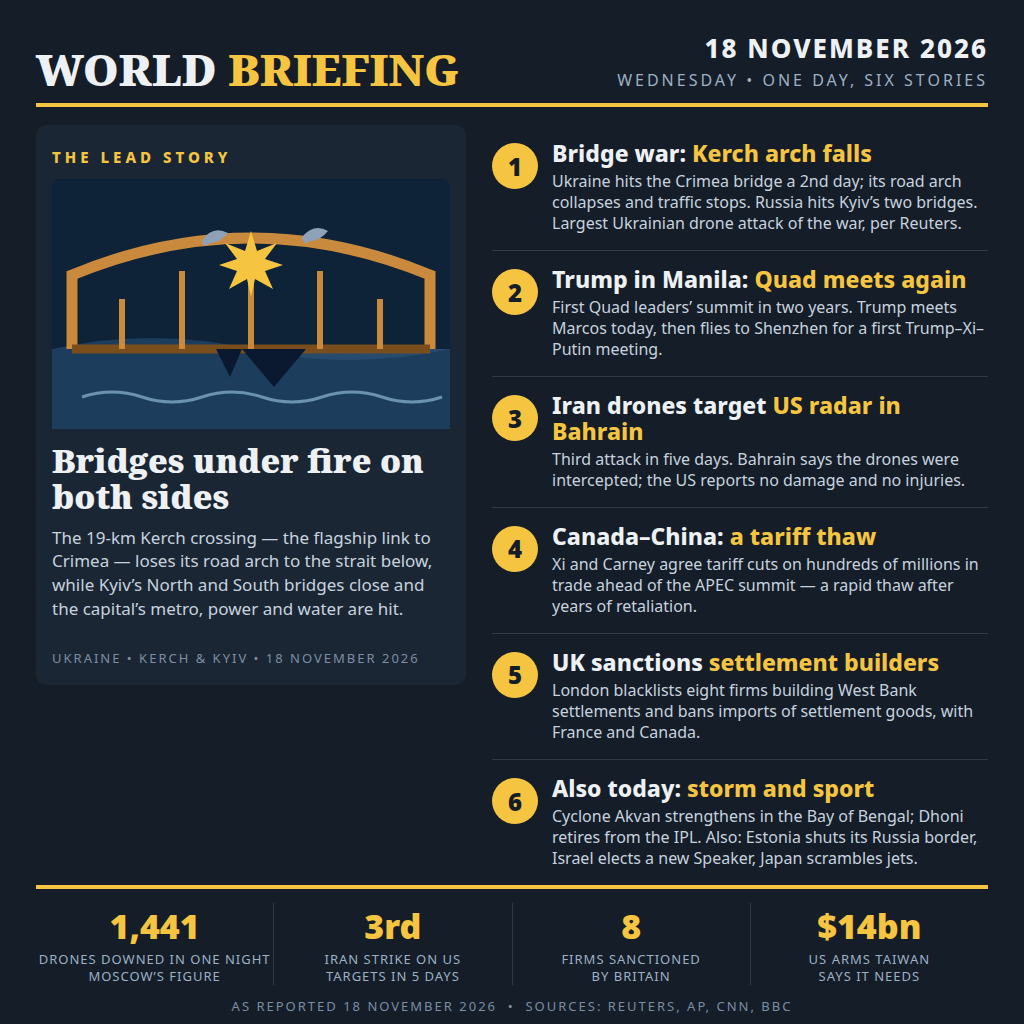 WORLD BRIEFING
18 NOVEMBER 2026
WEDNESDAY • ONE DAY, SIX STORIES
THE LEAD STORY
Bridges under fire on
both sides
The 19-km Kerch crossing — the flagship link to
Crimea — loses its road arch to the strait below,
while Kyiv’s North and South bridges close and
the capital’s metro, power and water are hit.
UKRAINE • KERCH & KYIV • 18 NOVEMBER 2026
1
Bridge war: Kerch arch falls
Ukraine hits the Crimea bridge a 2nd day; its road arch
collapses and traffic stops. Russia hits Kyiv’s two bridges.
Largest Ukrainian drone attack of the war, per Reuters.
2
Trump in Manila: Quad meets again
First Quad leaders’ summit in two years. Trump meets
Marcos today, then flies to Shenzhen for a first Trump–Xi–
Putin meeting.
3
Iran drones target US radar in
Bahrain
Third attack in five days. Bahrain says the drones were
intercepted; the US reports no damage and no injuries.
4
Canada–China: a tariff thaw
Xi and Carney agree tariff cuts on hundreds of millions in
trade ahead of the APEC summit — a rapid thaw after
years of retaliation.
5
UK sanctions settlement builders
London blacklists eight firms building West Bank
settlements and bans imports of settlement goods, with
France and Canada.
6
Also today: storm and sport
Cyclone Akvan strengthens in the Bay of Bengal; Dhoni
retires from the IPL. Also: Estonia shuts its Russia border,
Israel elects a new Speaker, Japan scrambles jets.
1,441
DRONES DOWNED IN ONE NIGHT
MOSCOW’S FIGURE
3rd
IRAN STRIKE ON US
TARGETS IN 5 DAYS
8
FIRMS SANCTIONED
BY BRITAIN
$14bn
US ARMS TAIWAN
SAYS IT NEEDS
AS REPORTED 18 NOVEMBER 2026 • SOURCES: REUTERS, AP, CNN, BBC